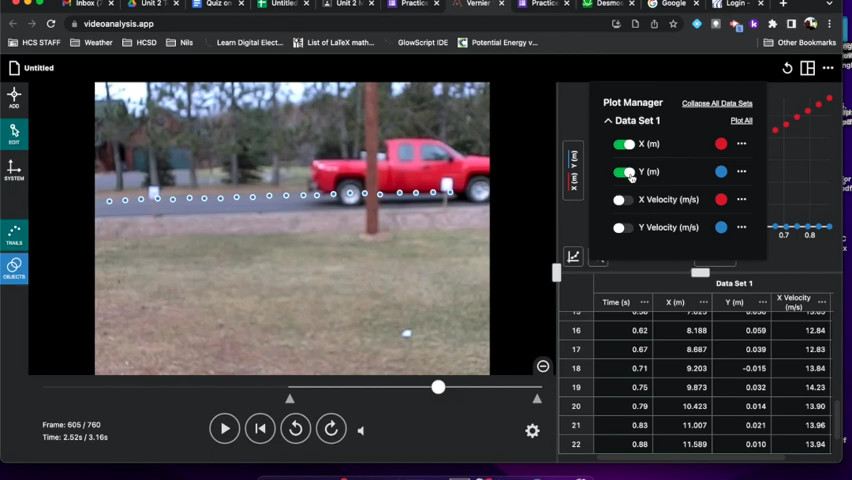 Inbox (
Unit 2 T
Quiz on
Untitled
Unit 2 M
Practice
Vernier
Practice
Desmos
Google
Login -
videoanalysis.app
HCS STAFF
Weather
HCSD
Nils
Learn Digital Elect...
List of LaTeX math...
GlowScript IDE
Potential Energy v...
Other Bookmarks
Untitled
ADD
EDIT
SYSTEM
TRAILS
OBJECTS
Plot Manager
Collapse All Data Sets
Data Set 1
Plot All
X (m)
Y (m)
X Velocity (m/s)
Y Velocity (m/s)
X (m) Y (m)
0.7 0.8
Data Set 1
Time (s) X (m) Y (m) X Velocity (m/s)
16 0.62 8.188 0.059 12.84
17 0.67 8.687 0.039 12.83
18 0.71 9.203 -0.015 13.84
19 0.75 9.873 0.032 14.23
20 0.79 10.423 0.014 13.90
21 0.83 11.007 0.021 13.96
22 0.88 11.589 0.010 13.94
Frame: 605 / 760
Time: 2.52s / 3.16s